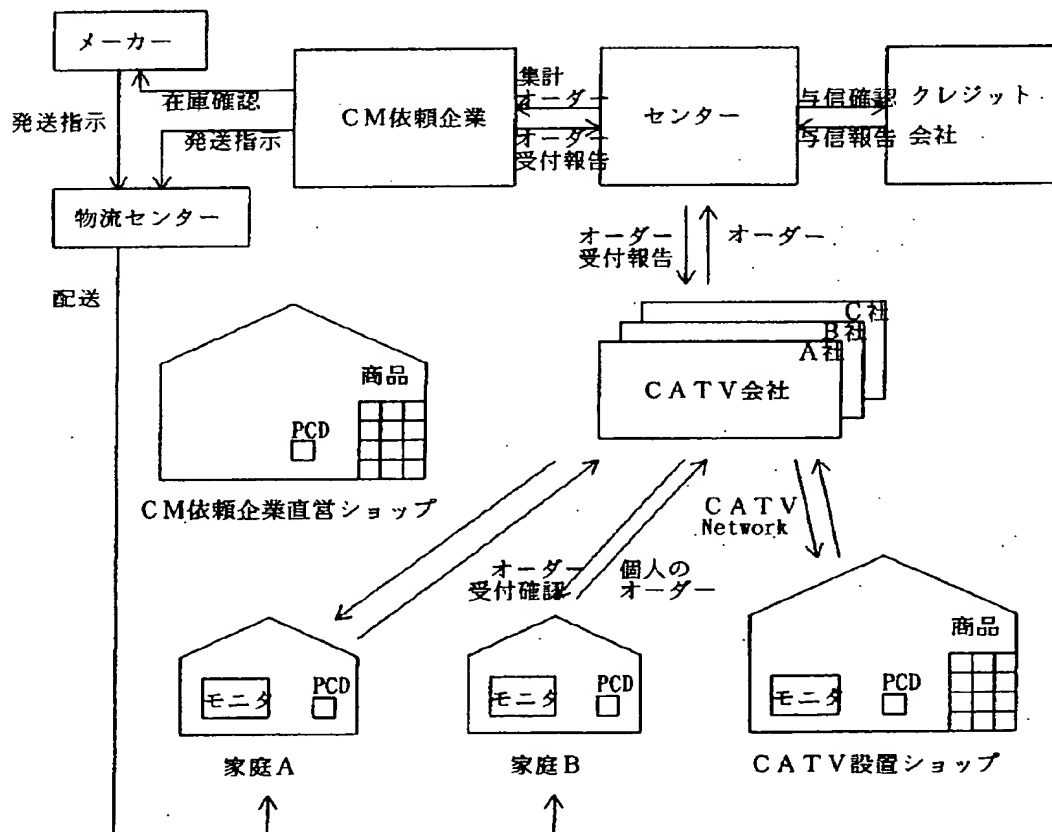 メーカー
発送指示
在庫確認
発送指示
CM依頼企業
集計
オーダー
オーダー
受付報告
センター
与信確認
与信報告
クレジット
会社
物流センター
配送
オーダー
受付報告
オーダー
C社
B社
A社
CATV会社
商品
PCD
CM依頼企業直営ショップ
オーダー
受付確認
個人の
オーダー
CATV
Network
モニタ
PCD
家庭A
モニタ
PCD
家庭B
商品
モニタ
PCD
CATV設置ショップ